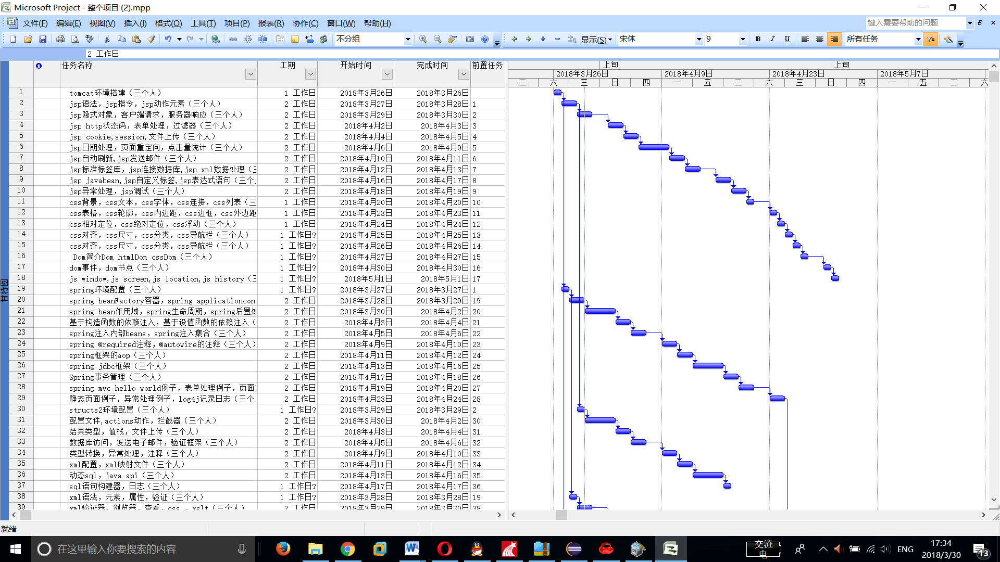 Microsoft Project - 整个项目 (2).mpp
文件(F) 编辑(E) 视图(V) 插入(I) 格式(O) 工具(T) 项目(P) 报表(R) 协作(C) 窗口(W) 帮助(H) 键入需要帮助的问题
不分组 显示(S) 宋体 9 B I U 所有任务
2 工作日
任务名称 工期 开始时间 完成时间 前置任务 上旬 上旬
2018年3月26日 2018年4月9日 2018年4月23日 2018年5月7日
二 六 三 日 四 一 五 二 六 三 日 四 一 五 二 六
1 tomcat环境搭建（三个人） 1 工作日 2018年3月26日 2018年3月26日
2 jsp语法，jsp指令，jsp动作元素（三个人） 2 工作日 2018年3月27日 2018年3月28日 1
3 jsp隐式对象，客户端请求，服务器响应（三个人） 2 工作日 2018年3月29日 2018年3月30日 2
4 jsp http状态码，表单处理，过滤器（三个人） 2 工作日 2018年4月2日 2018年4月3日 3
5 jsp cookie,session,文件上传（三个人） 2 工作日 2018年4月4日 2018年4月5日 4
6 jsp日期处理，页面重定向，点击量统计（三个人） 2 工作日 2018年4月6日 2018年4月9日 5
7 jsp自动刷新,jsp发送邮件（三个人） 2 工作日 2018年4月10日 2018年4月11日 6
8 jsp标准标签库，jsp连接数据库,jsp xml数据处理（三 2 工作日 2018年4月12日 2018年4月13日 7
9 jsp javabean,jsp自定义标签,jsp表达式语句（三个人 2 工作日 2018年4月16日 2018年4月17日 8
10 jsp异常处理，jsp调试（三个人） 2 工作日 2018年4月18日 2018年4月19日 9
11 css背景，css文本，css字体，css连接，css列表（三 1 工作日 2018年4月20日 2018年4月20日 10
12 css表格，css轮廓，css内边距，css边框，css外边距 1 工作日 2018年4月23日 2018年4月23日 11
13 css相对定位，css绝对定位，css浮动（三个人） 1 工作日 2018年4月24日 2018年4月24日 12
14 css对齐，css尺寸，css分类，css导航栏（三个人） 1 工作日? 2018年4月25日 2018年4月25日 13
15 css对齐，css尺寸，css分类，css导航栏（三个人） 1 工作日? 2018年4月26日 2018年4月26日 14
16 Dom简介Dom htmlDom cssDom（三个人） 1 工作日? 2018年4月27日 2018年4月27日 15
17 dom事件，dom节点（三个人） 1 工作日? 2018年4月30日 2018年4月30日 16
18 js window,js screen,js location,js history（三 1 工作日? 2018年5月1日 2018年5月1日 17
19 spring环境配置（三个人） 1 工作日? 2018年3月27日 2018年3月27日 1
20 spring beanFactory容器，spring applicationcon 2 工作日 2018年3月28日 2018年3月29日 19
21 spring bean作用域，spring生命周期，spring后置处 2 工作日 2018年3月30日 2018年4月2日 20
22 基于构造函数的依赖注入，基于设值函数的依赖注入（ 2 工作日 2018年4月3日 2018年4月4日 21
23 spring注入内部beans，spring注入集合（三个人） 2 工作日 2018年4月5日 2018年4月6日 22
24 spring @required注释，@autowire的注释（三个人） 2 工作日 2018年4月9日 2018年4月10日 23
25 spring框架的aop（三个人） 2 工作日 2018年4月11日 2018年4月12日 24
26 spring jdbc框架（三个人） 2 工作日 2018年4月13日 2018年4月16日 25
27 Spring事务管理（三个人） 2 工作日 2018年4月17日 2018年4月18日 26
28 spring mvc hello world例子，表单处理例子，页面 2 工作日 2018年4月19日 2018年4月20日 27
29 静态页面例子，异常处理例子，log4j记录日志（三个人 2 工作日 2018年4月23日 2018年4月24日 28
30 structs2环境配置（三个人） 1 工作日? 2018年3月29日 2018年3月29日 2
31 配置文件,actions动作，拦截器（三个人） 2 工作日 2018年3月30日 2018年4月2日 30
32 结果类型，值栈，文件上传（三个人） 2 工作日 2018年4月3日 2018年4月4日 31
33 数据库访问，发送电子邮件，验证框架（三个人） 2 工作日 2018年4月5日 2018年4月6日 32
34 类型转换，异常处理，注释（三个人） 2 工作日 2018年4月9日 2018年4月10日 33
35 xml配置，xml映射文件（三个人） 2 工作日 2018年4月11日 2018年4月12日 34
36 动态sql，java api（三个人） 2 工作日 2018年4月13日 2018年4月16日 35
37 sql语句构建器，日志（三个人） 1 工作日? 2018年4月17日 2018年4月17日 36
38 xml语法，元素，属性，验证（三个人） 1 工作日? 2018年3月28日 2018年3月28日 19
39 xml验证器，浏览器，查看，css ，xslt（三个人） 2 工作日 2018年3月29日 2018年3月30日 38
甘特图
就绪
在这里输入你要搜索的内容 交流电 ENG 17:34
2018/3/30 13